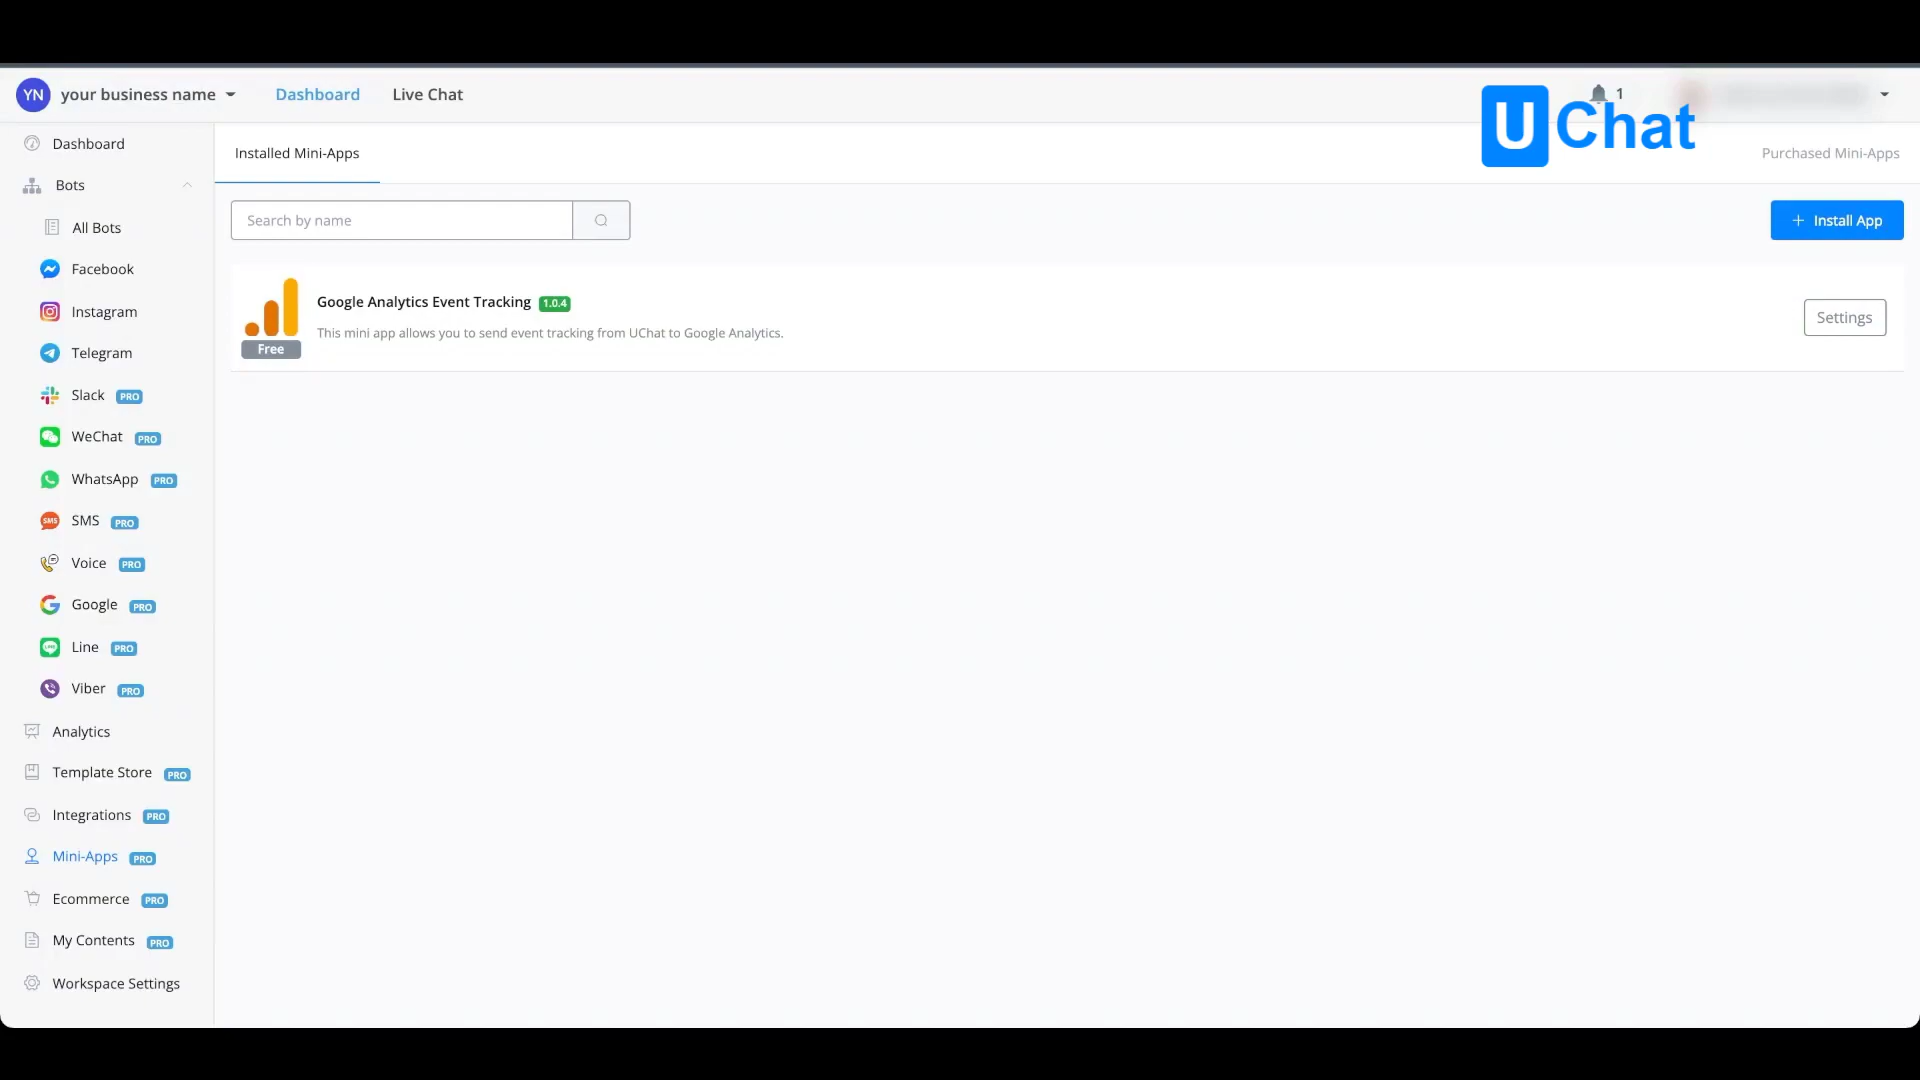 YN your business name Dashboard Live Chat 1
U Chat
Dashboard
Bots
All Bots
Facebook
Instagram
Telegram
Slack PRO
WeChat PRO
WhatsApp PRO
SMS SMS PRO
Voice PRO
Google PRO
Line PRO
Viber PRO
Analytics
Template Store PRO
Integrations PRO
Mini-Apps PRO
Ecommerce PRO
My Contents PRO
Workspace Settings
Installed Mini-Apps Purchased Mini-Apps
Search by name + Install App
Google Analytics Event Tracking 1.0.4
This mini app allows you to send event tracking from UChat to Google Analytics.
Free
Settings